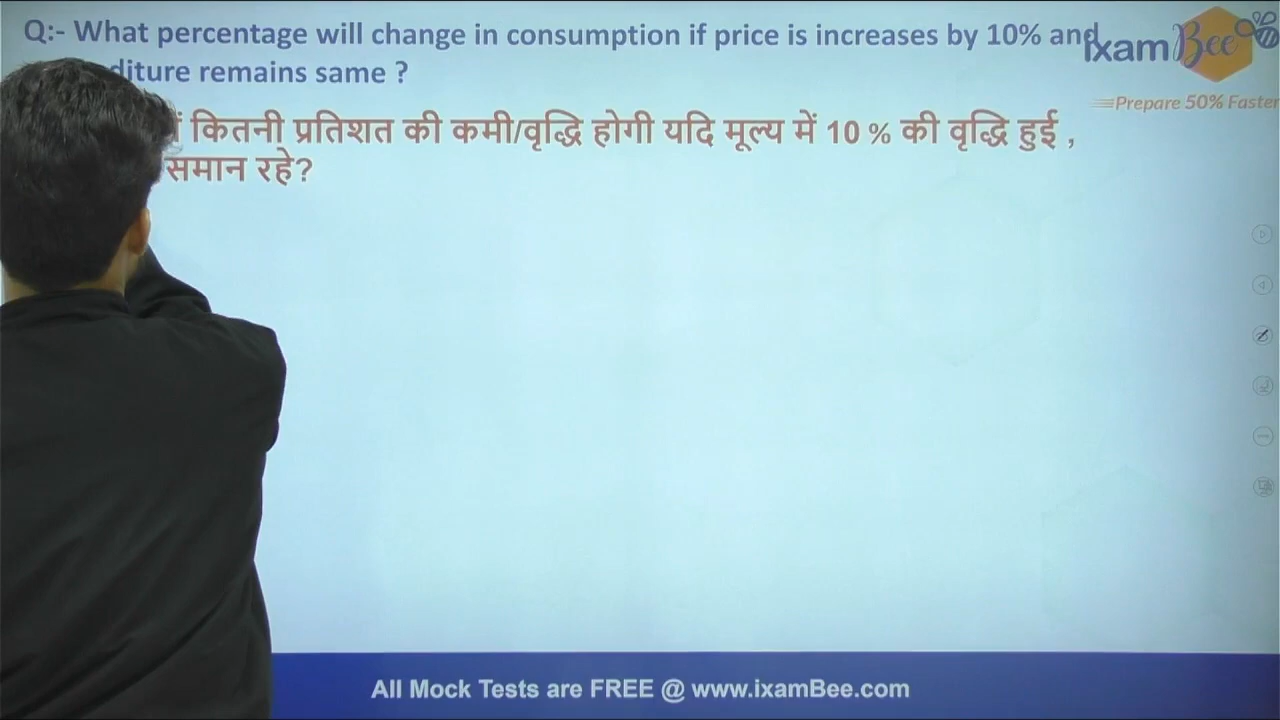 Q:- What percentage will change in consumption if price is increases by 10% and
diture remains same ?
कितनी प्रतिशत की कमी/वृद्धि होगी यदि मूल्य में 10 % की वृद्धि हुई ,
समान रहे?
ixamBee
Prepare 50% Faster
All Mock Tests are FREE @ www.ixamBee.com